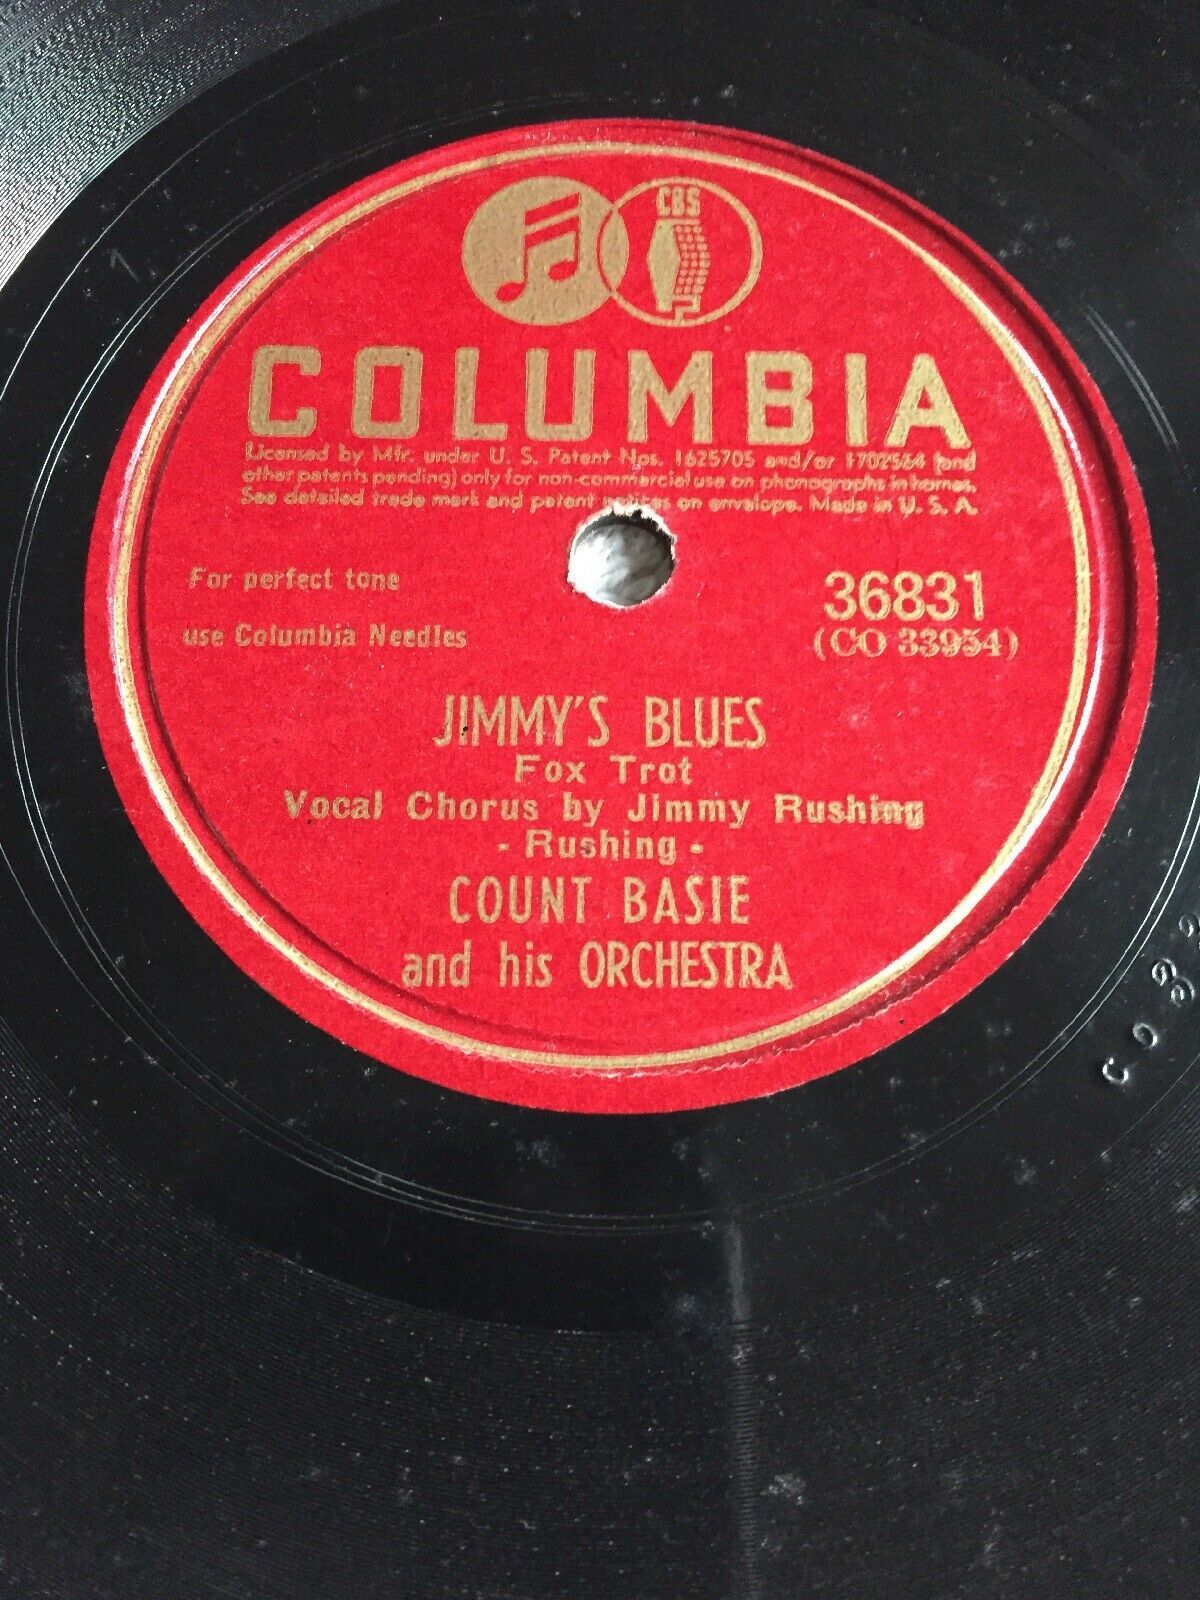 CBS
COLUMBIA
Licensed by Mfr. under U. S. Patent Nos. 1625705 and/or 1702564 (and
other patents pending) only for non-commercial use on phonographs in homes.
See detailed trade mark and patent notices on envelope. Made in U. S. A.
For perfect tone
use Columbia Needles
36831
(CO 33954)
JIMMY'S BLUES
Fox Trot
Vocal Chorus by Jimmy Rushing
- Rushing -
COUNT BASIE
and his ORCHESTRA
1
CO